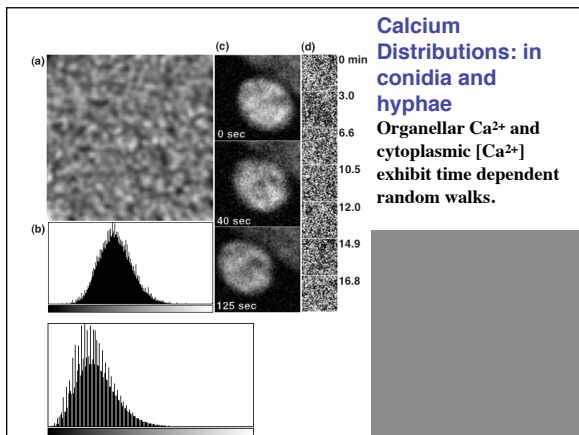 (a)
(c)
(d)
0 min
3.0
6.6
10.5
12.0
14.9
16.8
0 sec
40 sec
125 sec
(b)
Calcium
Distributions: in
conidia and
hyphae
Organellar Ca²⁺ and
cytoplasmic [Ca²⁺]
exhibit time dependent
random walks.